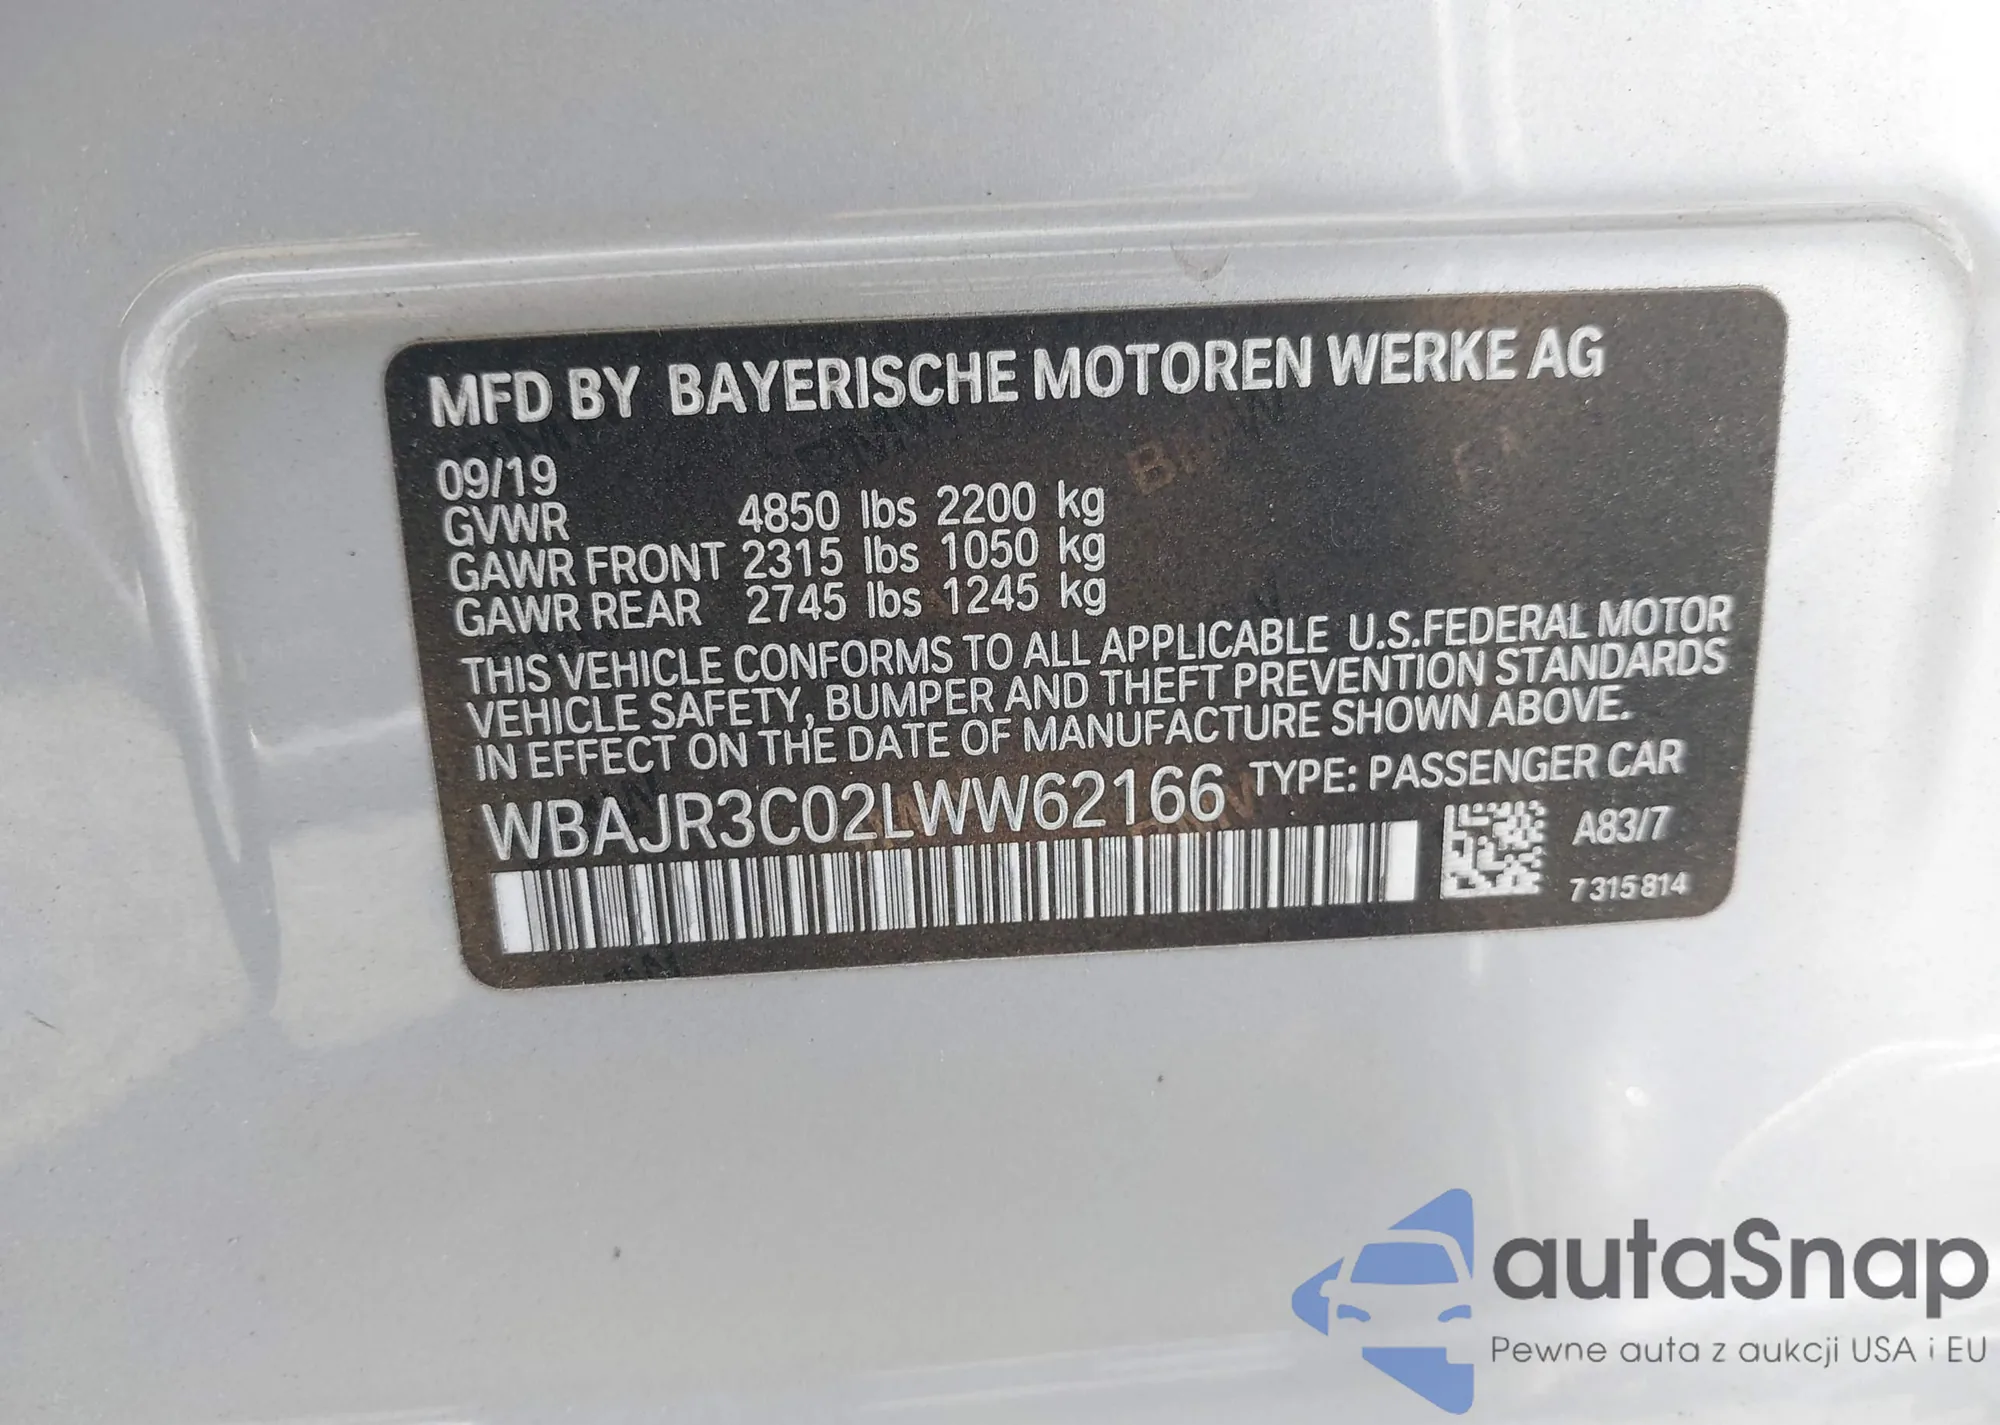 MFD BY BAYERISCHE MOTOREN WERKE AG
09/19
GVWR 4850 lbs 2200 kg
GAWR FRONT 2315 lbs 1050 kg
GAWR REAR 2745 lbs 1245 kg
THIS VEHICLE CONFORMS TO ALL APPLICABLE U.S.FEDERAL MOTOR
VEHICLE SAFETY, BUMPER AND THEFT PREVENTION STANDARDS
IN EFFECT ON THE DATE OF MANUFACTURE SHOWN ABOVE.
WBAJR3C02LWW62166 TYPE: PASSENGER CAR
A83/7
7 315 814
autaSnap
Pewne auta z aukcji USA i EU